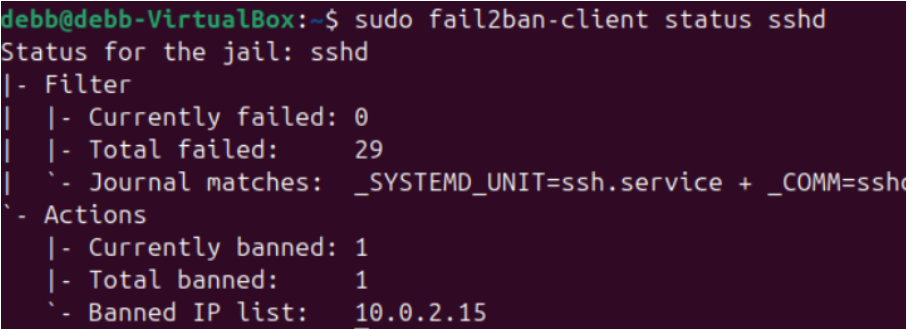 debb@debb-VirtualBox:~$ sudo fail2ban-client status sshd
Status for the jail: sshd
|- Filter
|  |- Currently failed: 0
|  |- Total failed:     29
|  `- Journal matches:  _SYSTEMD_UNIT=ssh.service + _COMM=sshd
`- Actions
   |- Currently banned: 1
   |- Total banned:     1
   `- Banned IP list:   10.0.2.15